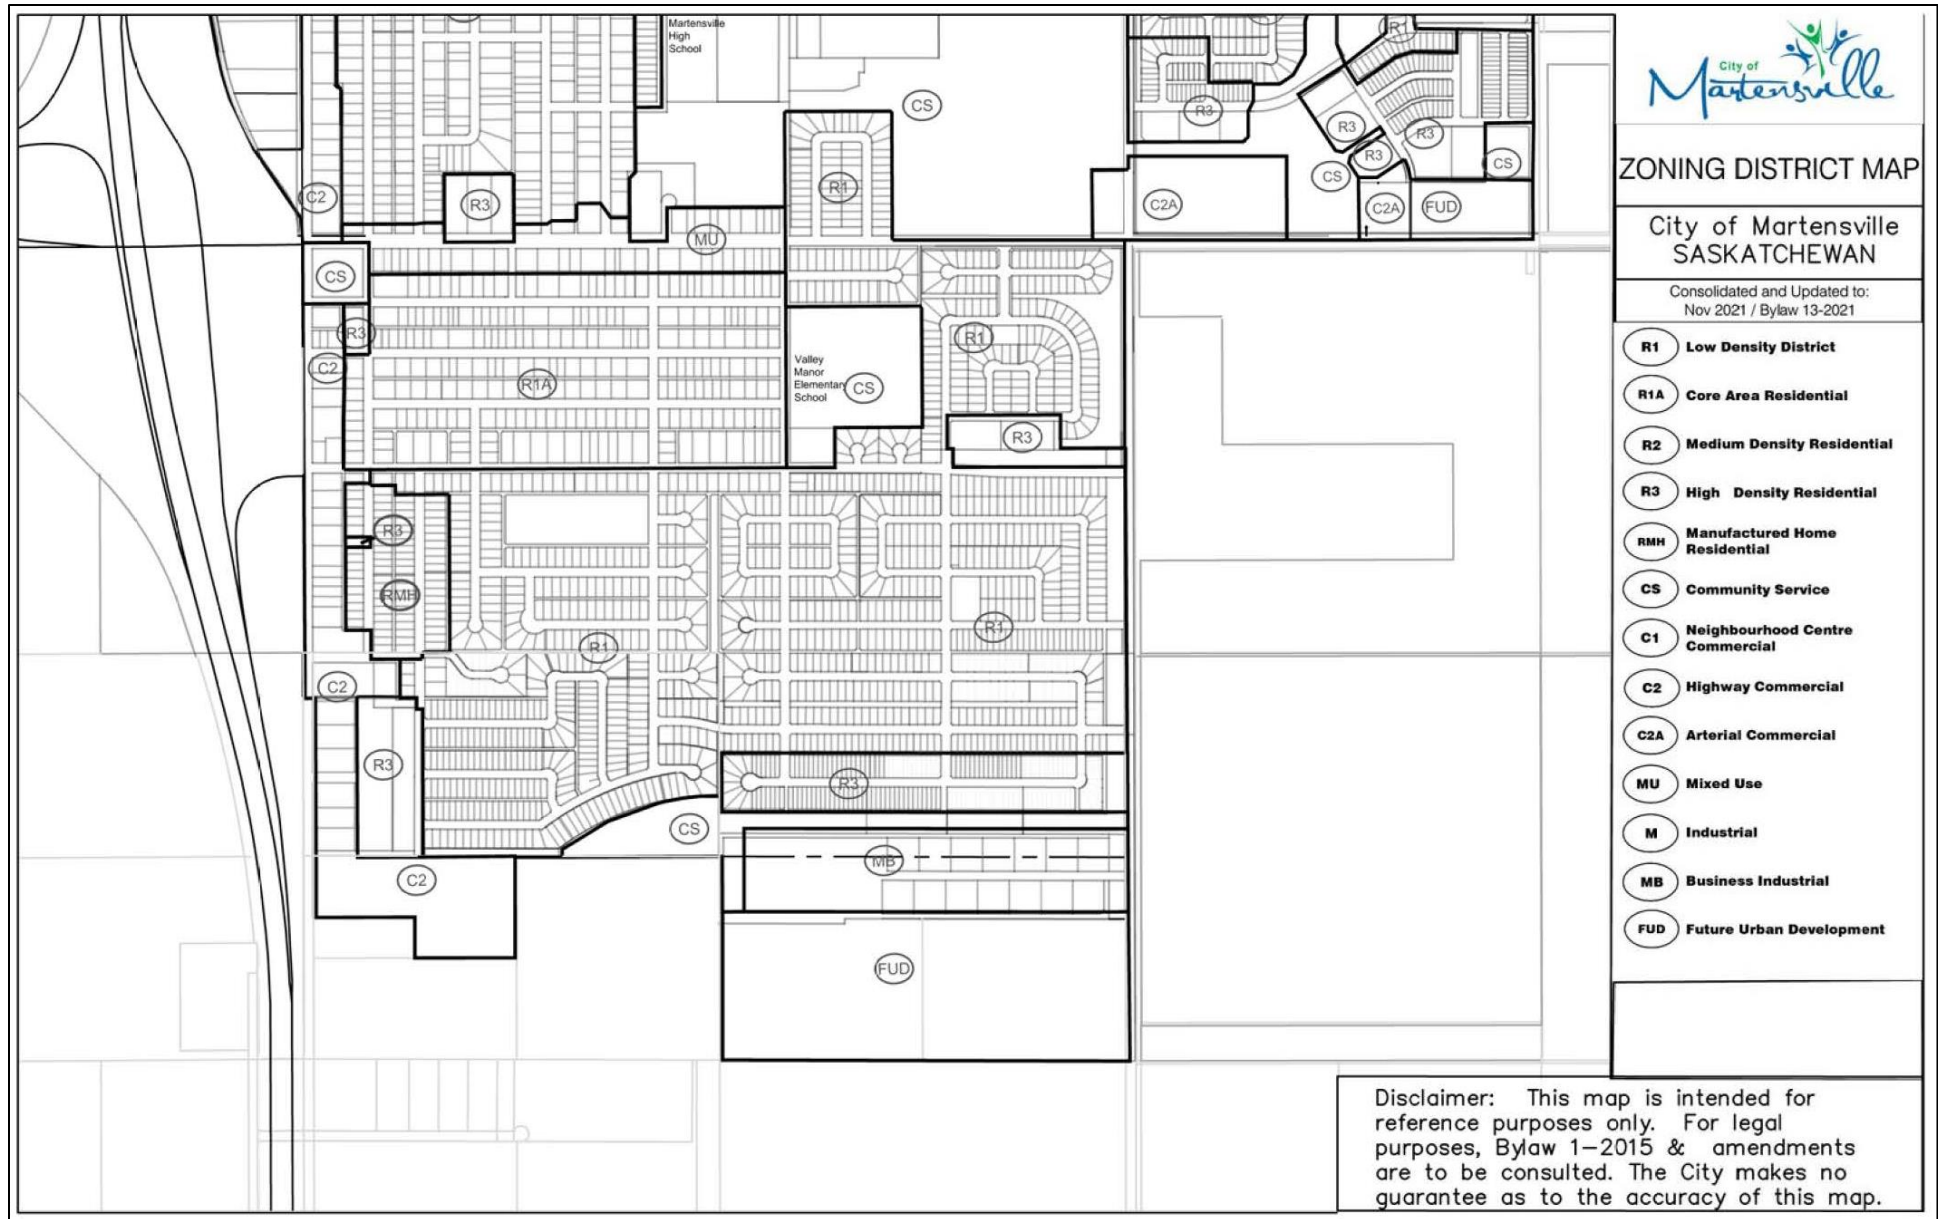 Martensville
High
School
CS
R1
R3
R3
R3
R3
CS
CS
C2A
C2A
FUD
C2
R3
R1
MU
CS
R3
C2
R1A
Valley
Manor
Elementary
School
CS
R1
R3
R3
RMH
R1
R1
C2
R3
R3
CS
MB
C2
FUD
City of
Martensville
ZONING DISTRICT MAP
City of Martensville
SASKATCHEWAN
Consolidated and Updated to:
Nov 2021 / Bylaw 13-2021
R1 Low Density District
R1A Core Area Residential
R2 Medium Density Residential
R3 High Density Residential
RMH Manufactured Home
Residential
CS Community Service
C1 Neighbourhood Centre
Commercial
C2 Highway Commercial
C2A Arterial Commercial
MU Mixed Use
M Industrial
MB Business Industrial
FUD Future Urban Development
Disclaimer: This map is intended for
reference purposes only. For legal
purposes, Bylaw 1-2015 & amendments
are to be consulted. The City makes no
guarantee as to the accuracy of this map.